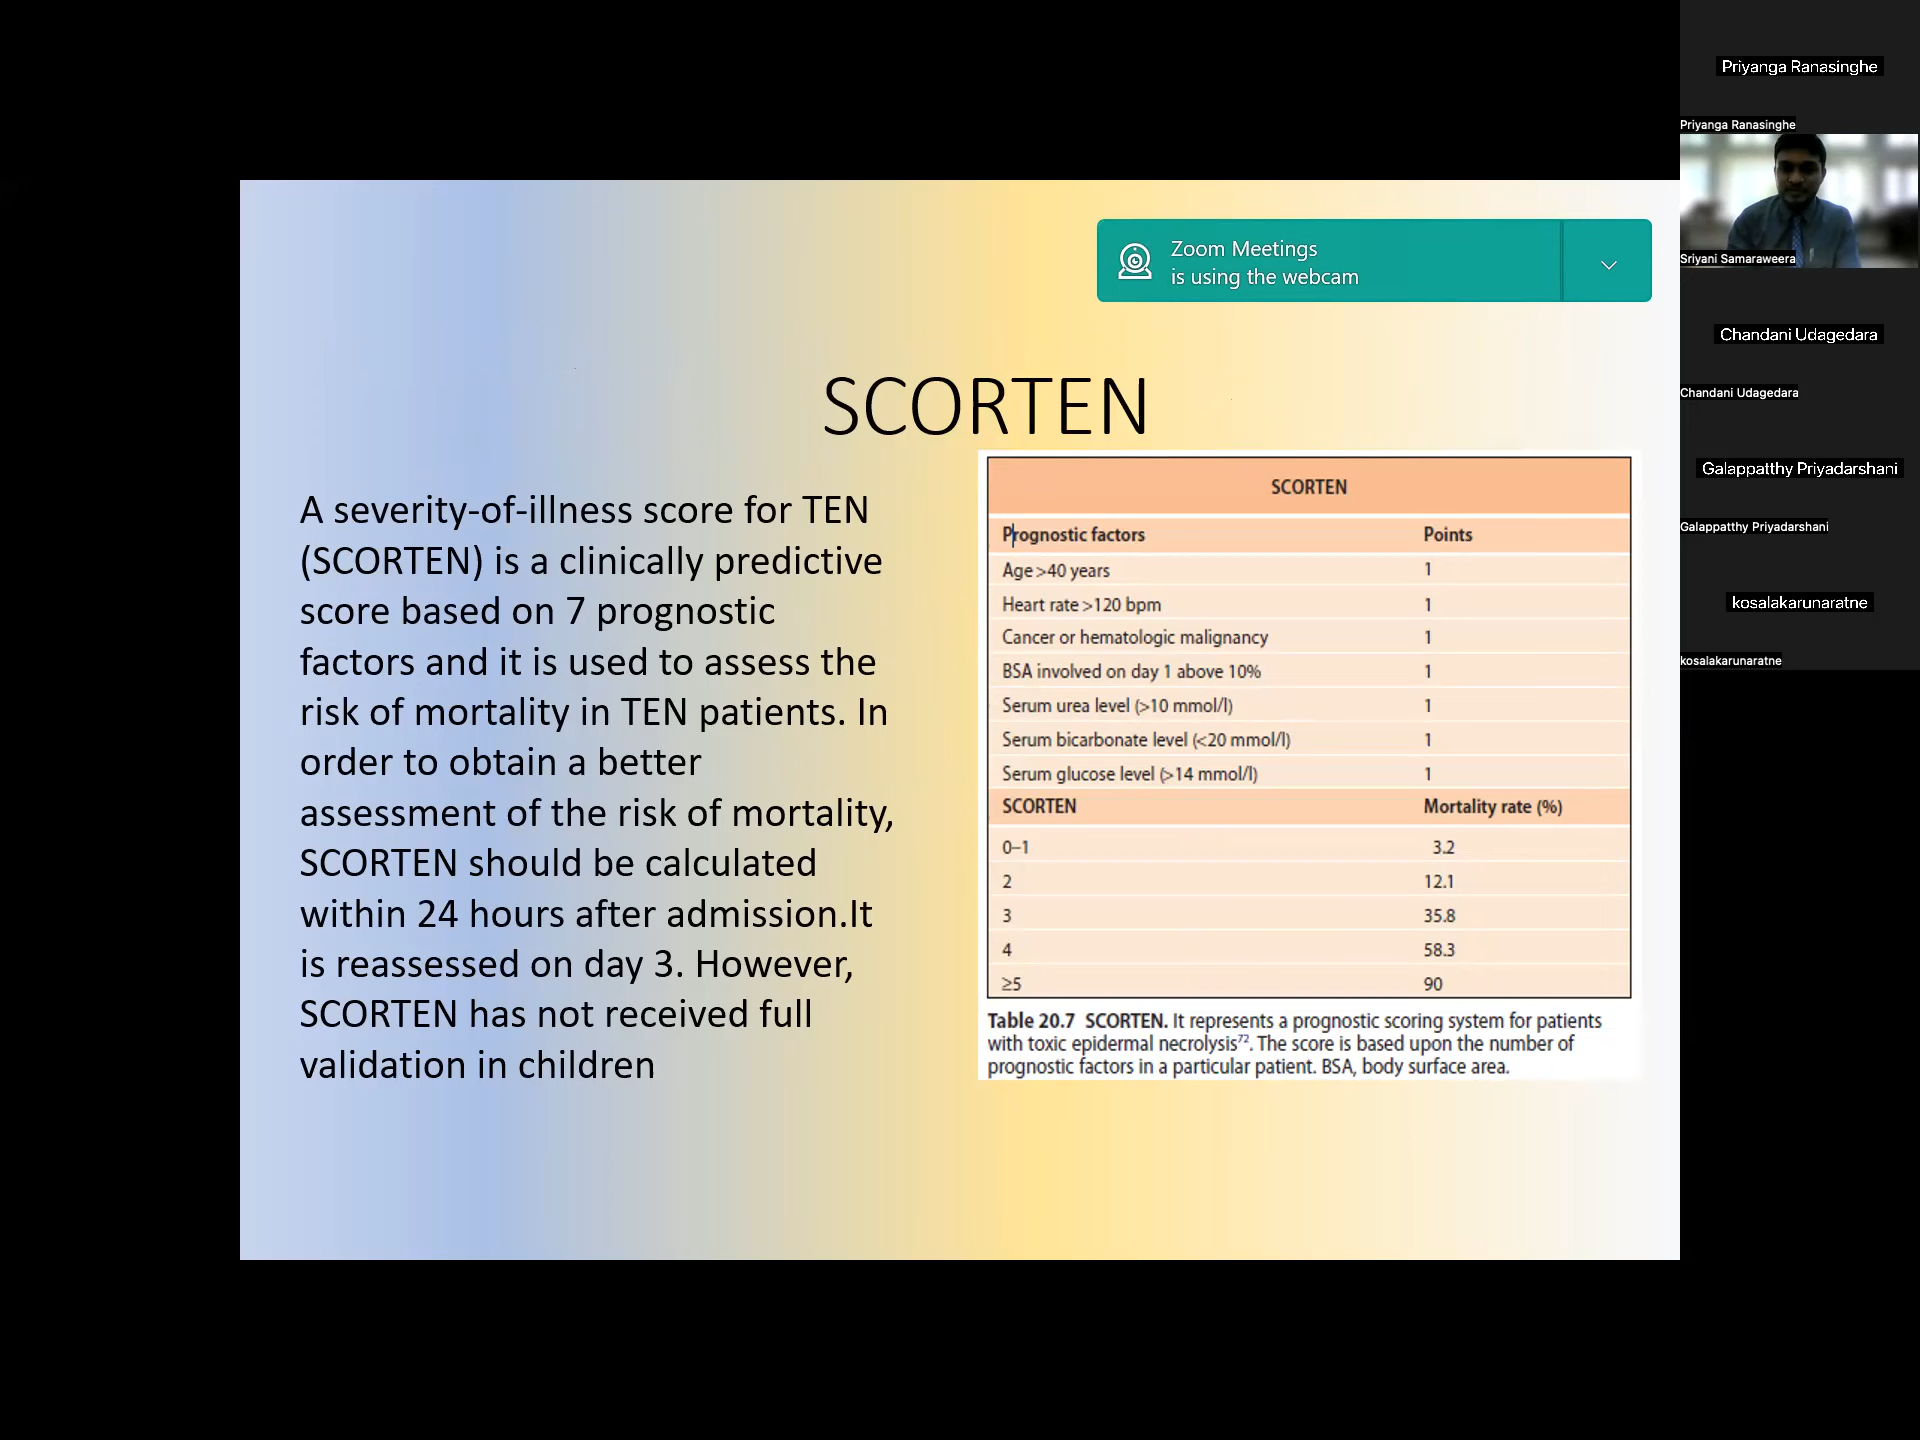 Priyanga Ranasinghe
Priyanga Ranasinghe
Sriyani Samaraweera
Chandani Udagedara
Chandani Udagedara
Galappatthy Priyadarshani
Galappatthy Priyadarshani
kosalakarunaratne
kosalakarunaratne
Zoom Meetings
is using the webcam
SCORTEN
A severity-of-illness score for TEN
(SCORTEN) is a clinically predictive
score based on 7 prognostic
factors and it is used to assess the
risk of mortality in TEN patients. In
order to obtain a better
assessment of the risk of mortality,
SCORTEN should be calculated
within 24 hours after admission.It
is reassessed on day 3. However,
SCORTEN has not received full
validation in children
SCORTEN
Prognostic factors Points
Age >40 years 1
Heart rate >120 bpm 1
Cancer or hematologic malignancy 1
BSA involved on day 1 above 10% 1
Serum urea level (>10 mmol/l) 1
Serum bicarbonate level (<20 mmol/l) 1
Serum glucose level (>14 mmol/l) 1
SCORTEN Mortality rate (%)
0–1 3.2
2 12.1
3 35.8
4 58.3
≥5 90
Table 20.7 SCORTEN. It represents a prognostic scoring system for patients
with toxic epidermal necrolysis⁷². The score is based upon the number of
prognostic factors in a particular patient. BSA, body surface area.